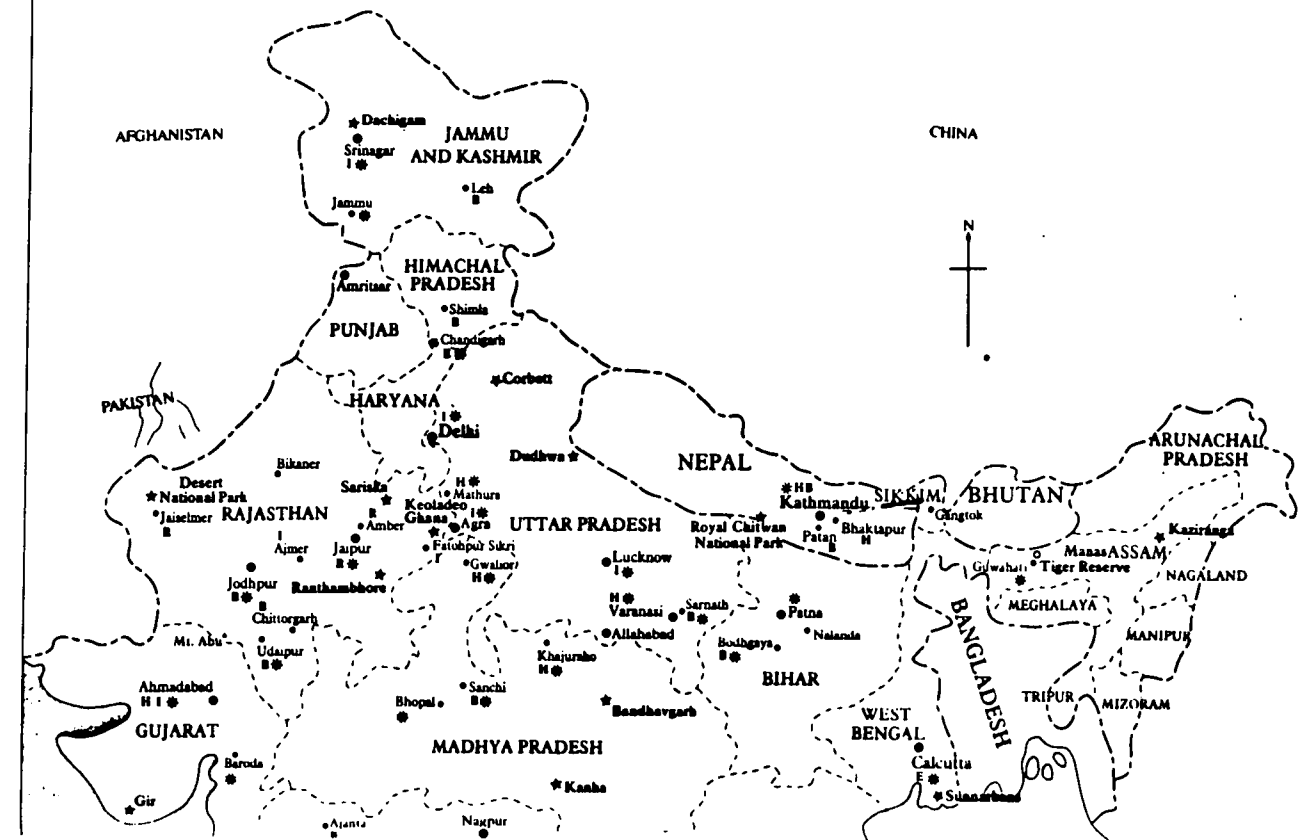 Dachigam
AFGHANISTAN
JAMMU
AND KASHMIR
CHINA
Srinagar
I
Leh
B
Jammu
N
HIMACHAL
PRADESH
Amritsar
Shimla
B
PUNJAB
Chandigarh
B
Corbett
PAKISTAN
HARYANA
I
Delhi
ARUNACHAL
PRADESH
Dudhwa
NEPAL
Bikaner
Desert
National Park
Sariska
H
Mathura
H B
Kathmandu
SIKKIM
BHUTAN
Jaiselmer
B
RAJASTHAN
R
Amber
Keoladeo
Ghana
I
Agra
UTTAR PRADESH
Royal Chitwan
National Park
Bhaktapur
H
Patan
B
Gangtok
Kaziranga
I
Ajmer
Jaipur
R
Fatehpur Sikri
I
Gwalior
H
Lucknow
I
Manas
ASSAM
Guwahati
Tiger Reserve
NAGALAND
Jodhpur
B
B
Ranthambhore
H
Varanasi
Sarnath
B
Patna
MEGHALAYA
Chittorgarh
Mt. Abu
Udaipur
B
Allahabad
Nalanda
MANIPUR
Khajuraho
H
Bodhgaya
B
BIHAR
BANGLADESH
Ahmadabad
H I
Bhopal
Sanchi
B
Bandhavgarh
TRIPUR
MIZORAM
GUJARAT
WEST
BENGAL
MADHYA PRADESH
Baroda
Calcutta
E
Kanha
Sunnarbans
Gir
Ajanta
B
Nagpur